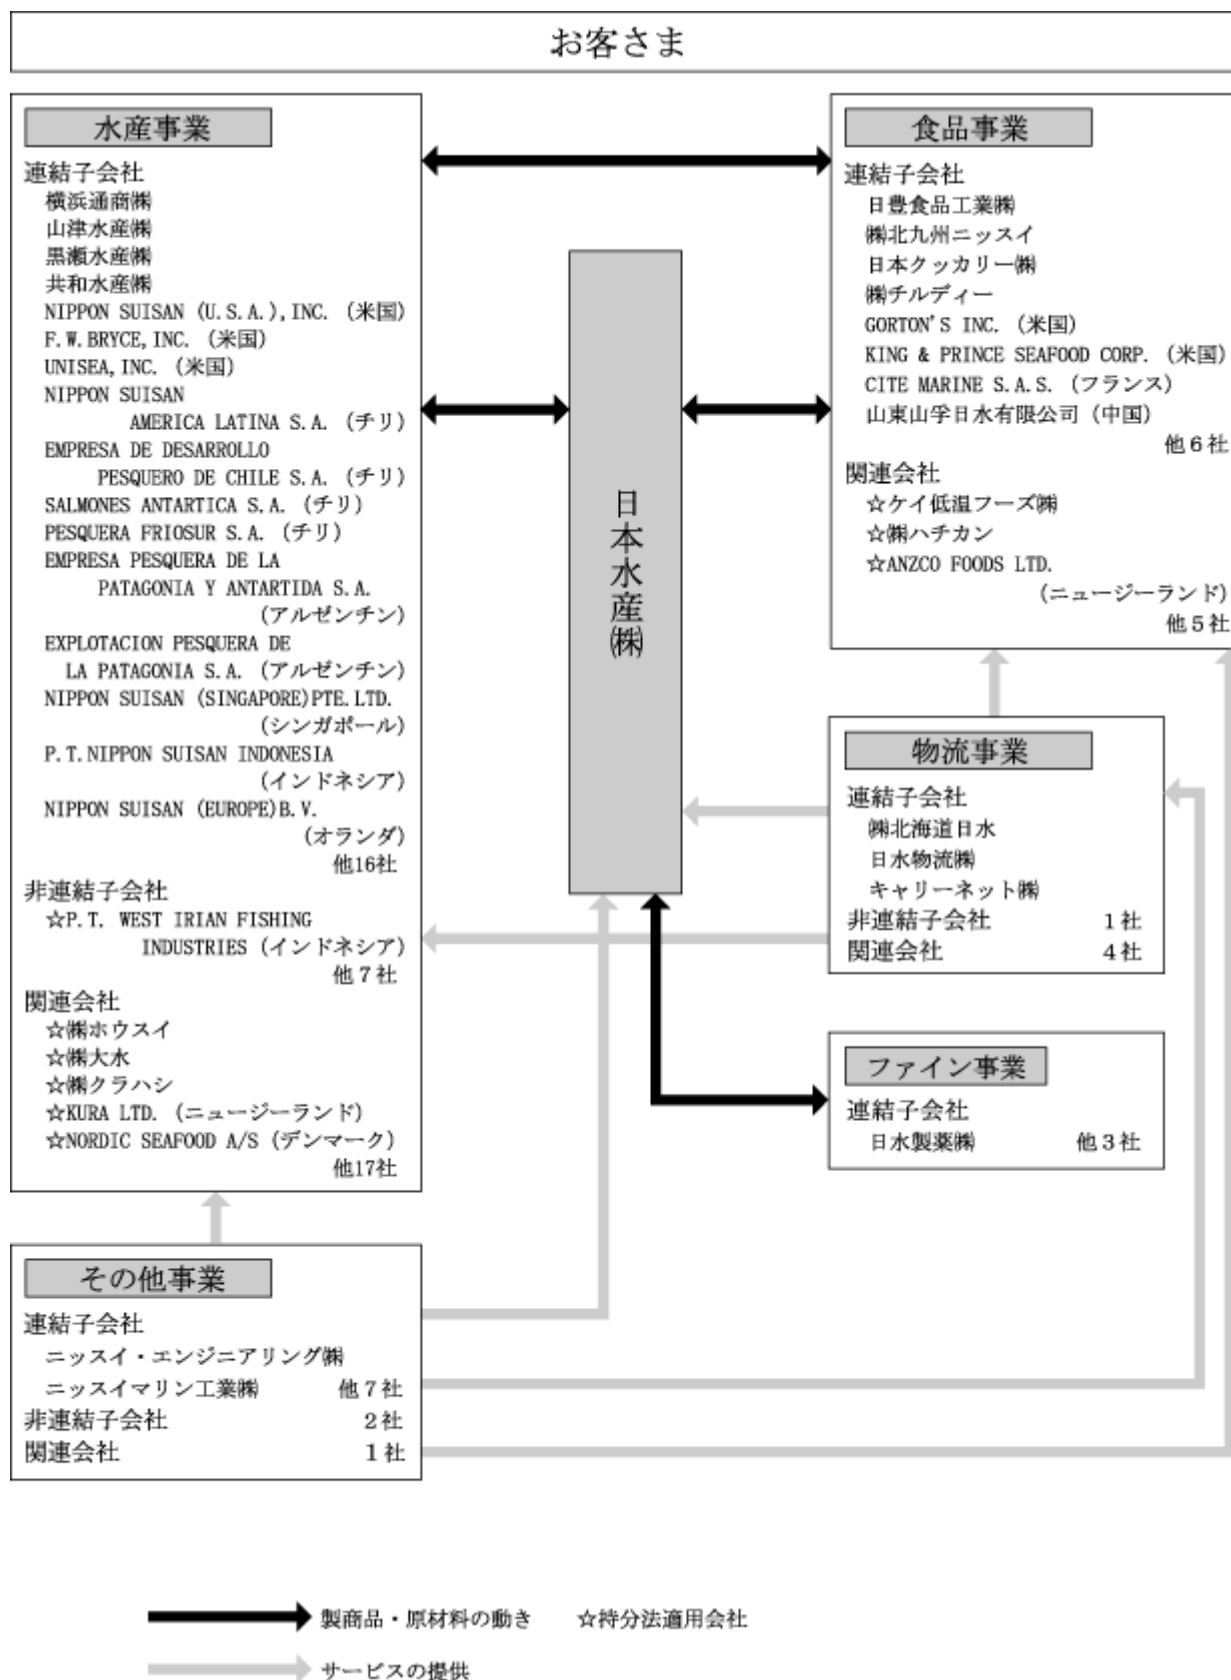 お客さま
水産事業
連結子会社
横浜通商㈱
山津水産㈱
黒瀬水産㈱
共和水産㈱
NIPPON SUISAN (U.S.A.), INC. (米国)
F.W.BRYCE, INC. (米国)
UNISEA, INC. (米国)
NIPPON SUISAN
AMERICA LATINA S.A. (チリ)
EMPRESA DE DESARROLLO
PESQUERO DE CHILE S.A. (チリ)
SALMONES ANTARTICA S.A. (チリ)
PESQUERA FRIOSUR S.A. (チリ)
EMPRESA PESQUERA DE LA
PATAGONIA Y ANTARTIDA S.A.
(アルゼンチン)
EXPLOTACION PESQUERA DE
LA PATAGONIA S.A. (アルゼンチン)
NIPPON SUISAN (SINGAPORE)PTE.LTD.
(シンガポール)
P.T.NIPPON SUISAN INDONESIA
(インドネシア)
NIPPON SUISAN (EUROPE)B.V.
(オランダ)
他16社
非連結子会社
☆P.T. WEST IRIAN FISHING
INDUSTRIES (インドネシア)
他７社
関連会社
☆㈱ホウスイ
☆㈱大水
☆㈱クラハシ
☆KURA LTD. (ニュージーランド)
☆NORDIC SEAFOOD A/S (デンマーク)
他17社
その他事業
連結子会社
ニッスイ・エンジニアリング㈱
ニッスイマリン工業㈱ 他７社
非連結子会社 ２社
関連会社 １社
日本水産㈱
食品事業
連結子会社
日豊食品工業㈱
㈱北九州ニッスイ
日本クッカリー㈱
㈱チルディー
GORTON'S INC. (米国)
KING & PRINCE SEAFOOD CORP. (米国)
CITE MARINE S.A.S. (フランス)
山東山孚日水有限公司 (中国)
他６社
関連会社
☆ケイ低温フーズ㈱
☆㈱ハチカン
☆ANZCO FOODS LTD.
(ニュージーランド)
他５社
物流事業
連結子会社
㈱北海道日水
日水物流㈱
キャリーネット㈱
非連結子会社 １社
関連会社 ４社
ファイン事業
連結子会社
日水製薬㈱ 他３社
製商品・原材料の動き ☆持分法適用会社
サービスの提供